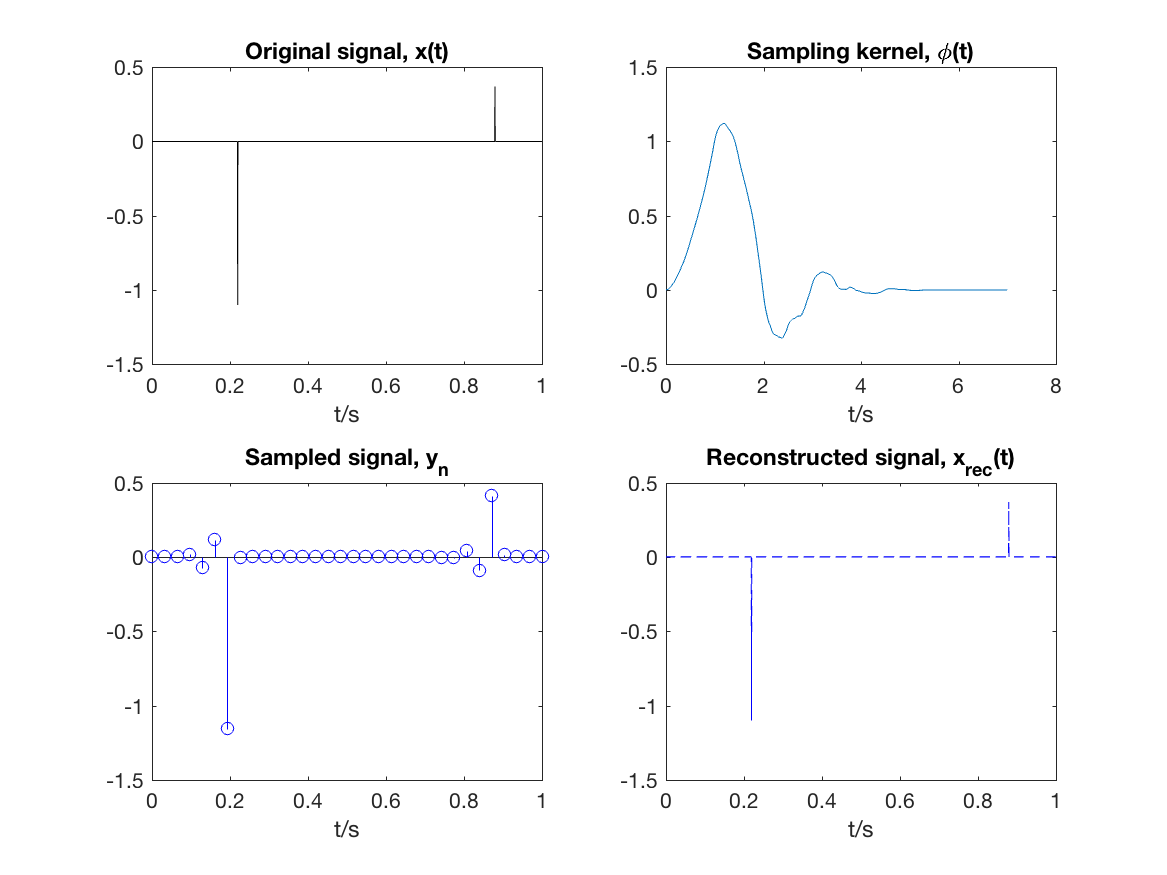 Original signal, x(t)
0.5
0
-0.5
-1
-1.5
0 0.2 0.4 0.6 0.8 1
t/s
Sampling kernel, ϕ(t)
1.5
1
0.5
0
-0.5
0 2 4 6 8
t/s
Sampled signal, yn
0.5
0
-0.5
-1
-1.5
0 0.2 0.4 0.6 0.8 1
t/s
Reconstructed signal, xrec(t)
0.5
0
-0.5
-1
-1.5
0 0.2 0.4 0.6 0.8 1
t/s